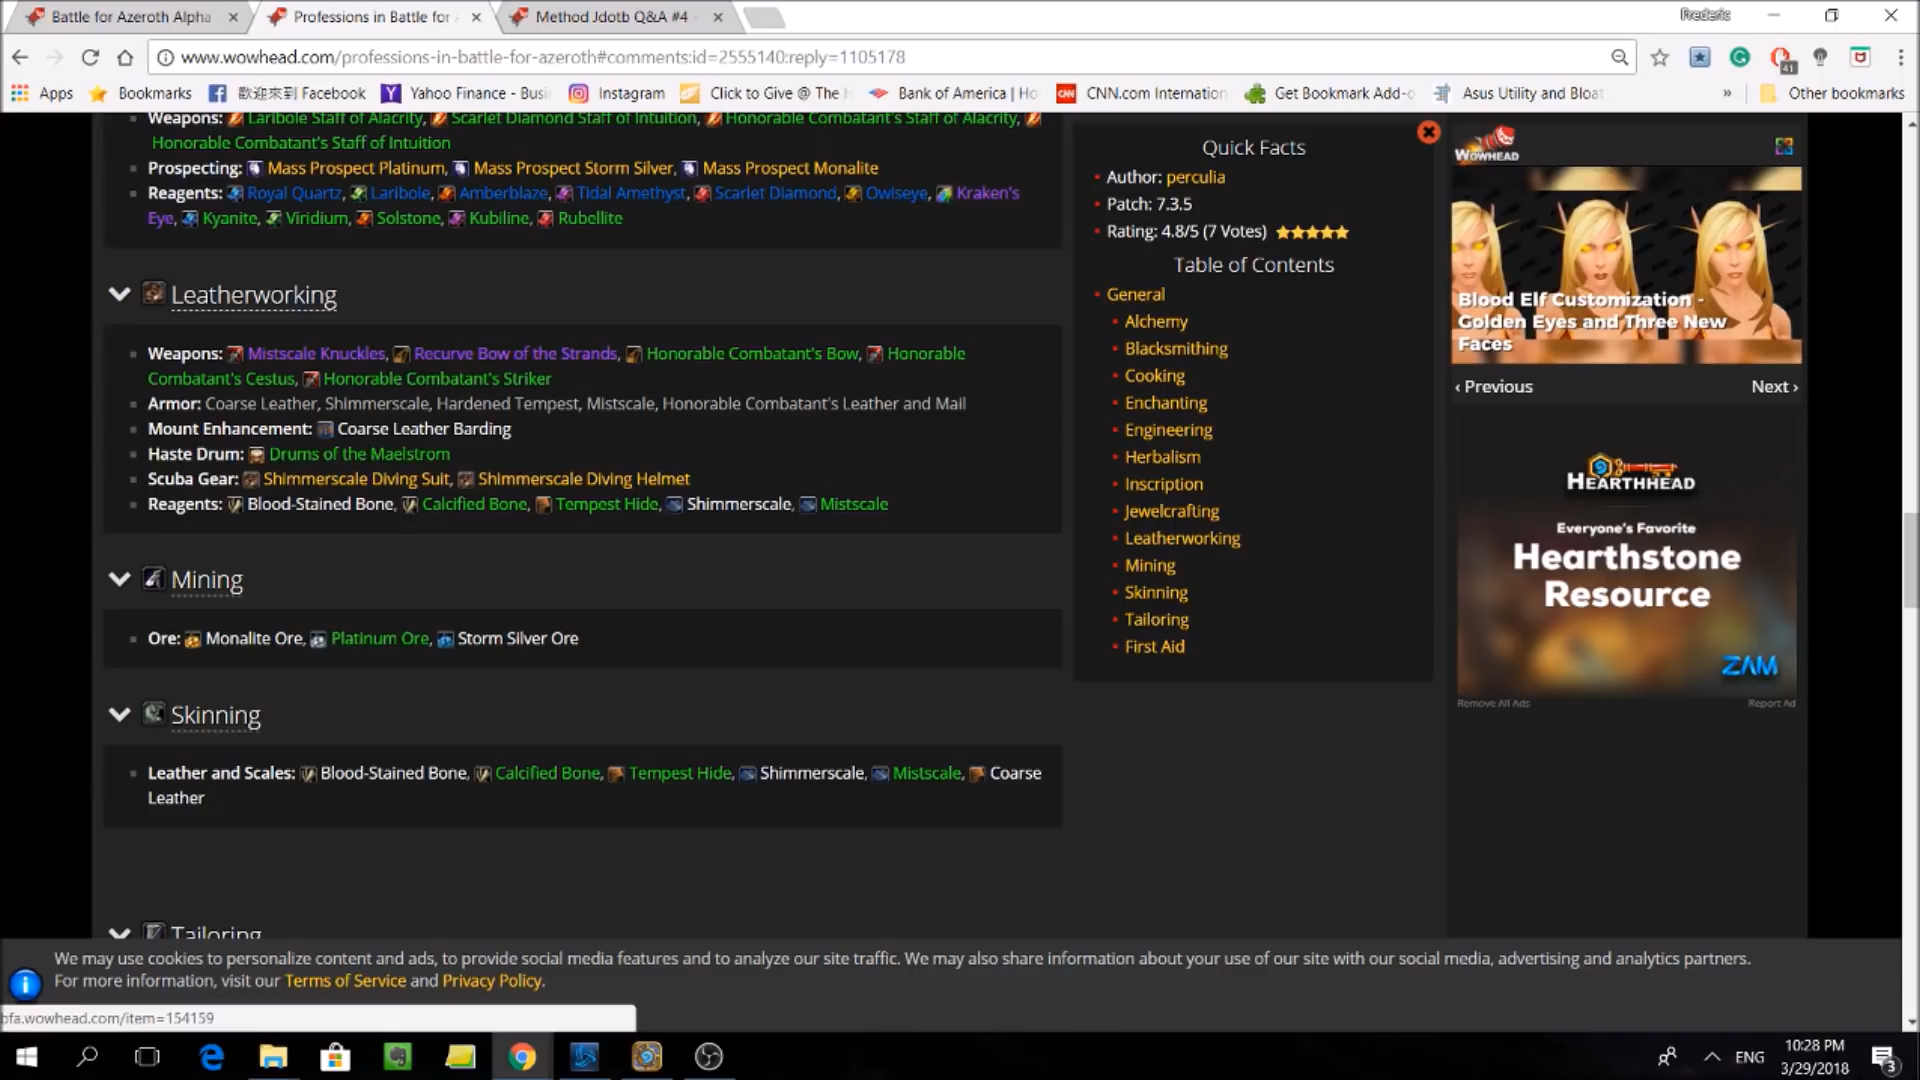 Battle for Azeroth Alpha
Professions in Battle for
Method Jdotb Q&A #4
Frederic
www.wowhead.com/professions-in-battle-for-azeroth#comments:id=2555140:reply=1105178
41
Apps
Bookmarks
歡迎來到 Facebook
Yahoo Finance - Busi
Instagram
Click to Give @ The
Bank of America | Ho
CNN.com Internation
Get Bookmark Add-o
Asus Utility and Bloat
»
Other bookmarks
Weapons: Laribole Staff of Alacrity, Scarlet Diamond Staff of Intuition, Honorable Combatant's Staff of Alacrity,
Honorable Combatant's Staff of Intuition
Prospecting: Mass Prospect Platinum, Mass Prospect Storm Silver, Mass Prospect Monalite
Reagents: Royal Quartz, Laribole, Amberblaze, Tidal Amethyst, Scarlet Diamond, Owlseye, Kraken's
Eye, Kyanite, Viridium, Solstone, Kubiline, Rubellite
Leatherworking
Weapons: Mistscale Knuckles, Recurve Bow of the Strands, Honorable Combatant's Bow, Honorable
Combatant's Cestus, Honorable Combatant's Striker
Armor: Coarse Leather, Shimmerscale, Hardened Tempest, Mistscale, Honorable Combatant's Leather and Mail
Mount Enhancement: Coarse Leather Barding
Haste Drum: Drums of the Maelstrom
Scuba Gear: Shimmerscale Diving Suit, Shimmerscale Diving Helmet
Reagents: Blood-Stained Bone, Calcified Bone, Tempest Hide, Shimmerscale, Mistscale
Mining
Ore: Monalite Ore, Platinum Ore, Storm Silver Ore
Skinning
Leather and Scales: Blood-Stained Bone, Calcified Bone, Tempest Hide, Shimmerscale, Mistscale, Coarse
Leather
Tailoring
Quick Facts
Author: perculia
Patch: 7.3.5
Rating: 4.8/5 (7 Votes)
Table of Contents
General
Alchemy
Blacksmithing
Cooking
Enchanting
Engineering
Herbalism
Inscription
Jewelcrafting
Leatherworking
Mining
Skinning
Tailoring
First Aid
WOWHEAD
Blood Elf Customization -
Golden Eyes and Three New
Faces
‹ Previous
Next ›
HEARTHHEAD
Everyone's Favorite
Hearthstone
Resource
ZAM
Remove All Ads
Report Ad
We may use cookies to personalize content and ads, to provide social media features and to analyze our site traffic. We may also share information about your use of our site with our social media, advertising and analytics partners.
For more information, visit our Terms of Service and Privacy Policy.
bfa.wowhead.com/item=154159
ENG
10:28 PM
3/29/2018
3